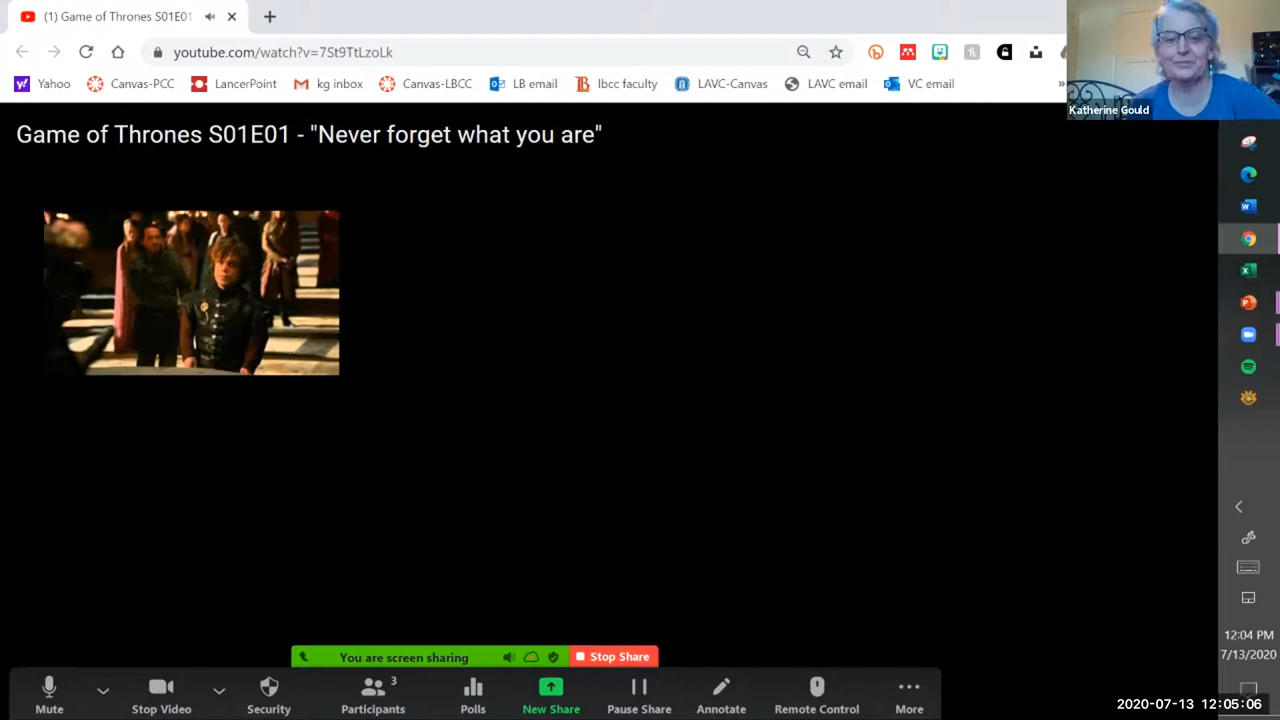 (1) Game of Thrones S01E01
youtube.com/watch?v=7St9TtLzoLk
Yahoo Canvas-PCC LancerPoint kg inbox Canvas-LBCC LB email lbcc faculty LAVC-Canvas LAVC email VC email »
Katherine Gould
Game of Thrones S01E01 - "Never forget what you are"
12:04 PM
7/13/2020
You are screen sharing Stop Share
3
Mute Stop Video Security Participants Polls New Share Pause Share Annotate Remote Control More
2020-07-13 12:05:06